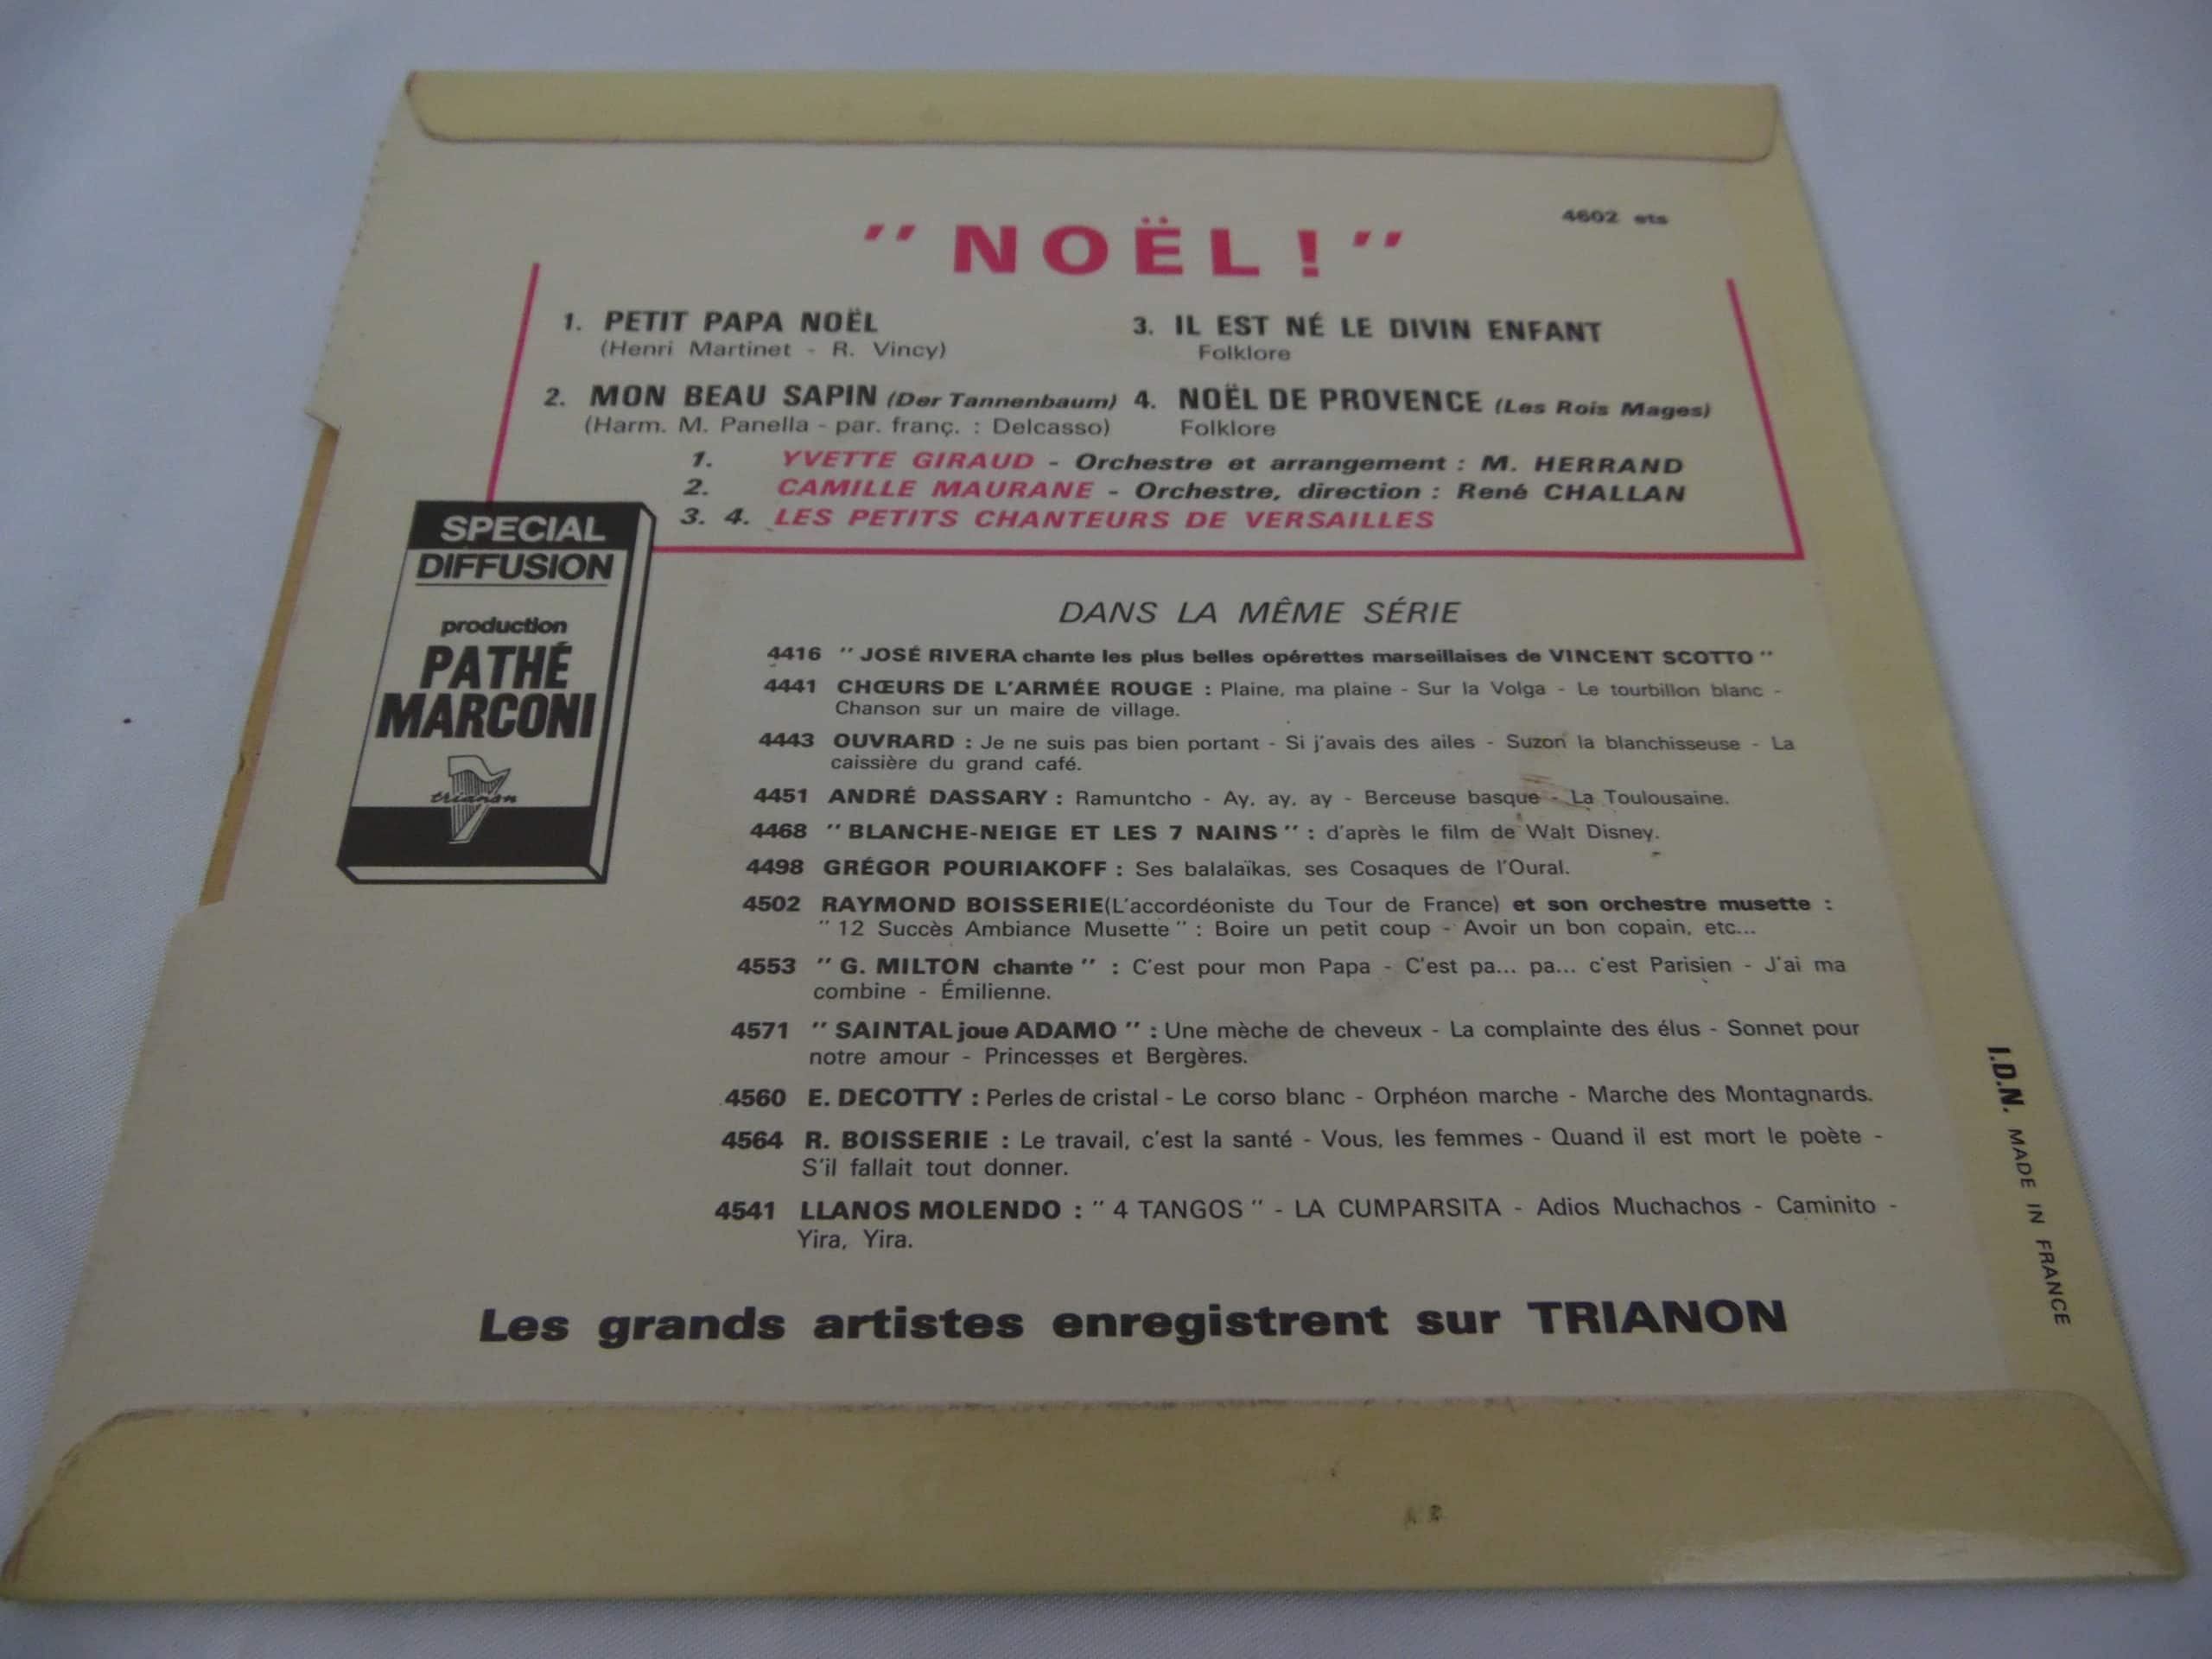 4602 ets
" NOËL ! "
1. PETIT PAPA NOËL
(Henri Martinet - R. Vincy)
2. MON BEAU SAPIN (Der Tannenbaum)
(Harm. M. Panella - par. franç. : Delcasso)
3. IL EST NÉ LE DIVIN ENFANT
Folklore
4. NOËL DE PROVENCE (Les Rois Mages)
Folklore
1. YVETTE GIRAUD - Orchestre et arrangement : M. HERRAND
2. CAMILLE MAURANE - Orchestre, direction : René CHALLAN
3. 4. LES PETITS CHANTEURS DE VERSAILLES
SPECIAL
DIFFUSION
production
PATHÉ
MARCONI
trianon
DANS LA MÊME SÉRIE
4416 " JOSÉ RIVERA chante les plus belles opérettes marseillaises de VINCENT SCOTTO "
4441 CHŒURS DE L'ARMÉE ROUGE : Plaine, ma plaine - Sur la Volga - Le tourbillon blanc -
Chanson sur un maire de village.
4443 OUVRARD : Je ne suis pas bien portant - Si j'avais des ailes - Suzon la blanchisseuse - La
caissière du grand café.
4451 ANDRÉ DASSARY : Ramuntcho - Ay, ay, ay - Berceuse basque - La Toulousaine.
4468 " BLANCHE-NEIGE ET LES 7 NAINS " : d'après le film de Walt Disney.
4498 GRÉGOR POURIAKOFF : Ses balalaïkas, ses Cosaques de l'Oural.
4502 RAYMOND BOISSERIE(L'accordéoniste du Tour de France) et son orchestre musette :
" 12 Succès Ambiance Musette " : Boire un petit coup - Avoir un bon copain, etc...
4553 " G. MILTON chante " : C'est pour mon Papa - C'est pa... pa... c'est Parisien - J'ai ma
combine - Émilienne.
4571 " SAINTAL joue ADAMO " : Une mèche de cheveux - La complainte des élus - Sonnet pour
notre amour - Princesses et Bergères.
4560 E. DECOTTY : Perles de cristal - Le corso blanc - Orphéon marche - Marche des Montagnards.
4564 R. BOISSERIE : Le travail, c'est la santé - Vous, les femmes - Quand il est mort le poète -
S'il fallait tout donner.
4541 LLANOS MOLENDO : " 4 TANGOS " - LA CUMPARSITA - Adios Muchachos - Caminito -
Yira, Yira.
Les grands artistes enregistrent sur TRIANON
I.D.N. MADE IN FRANCE